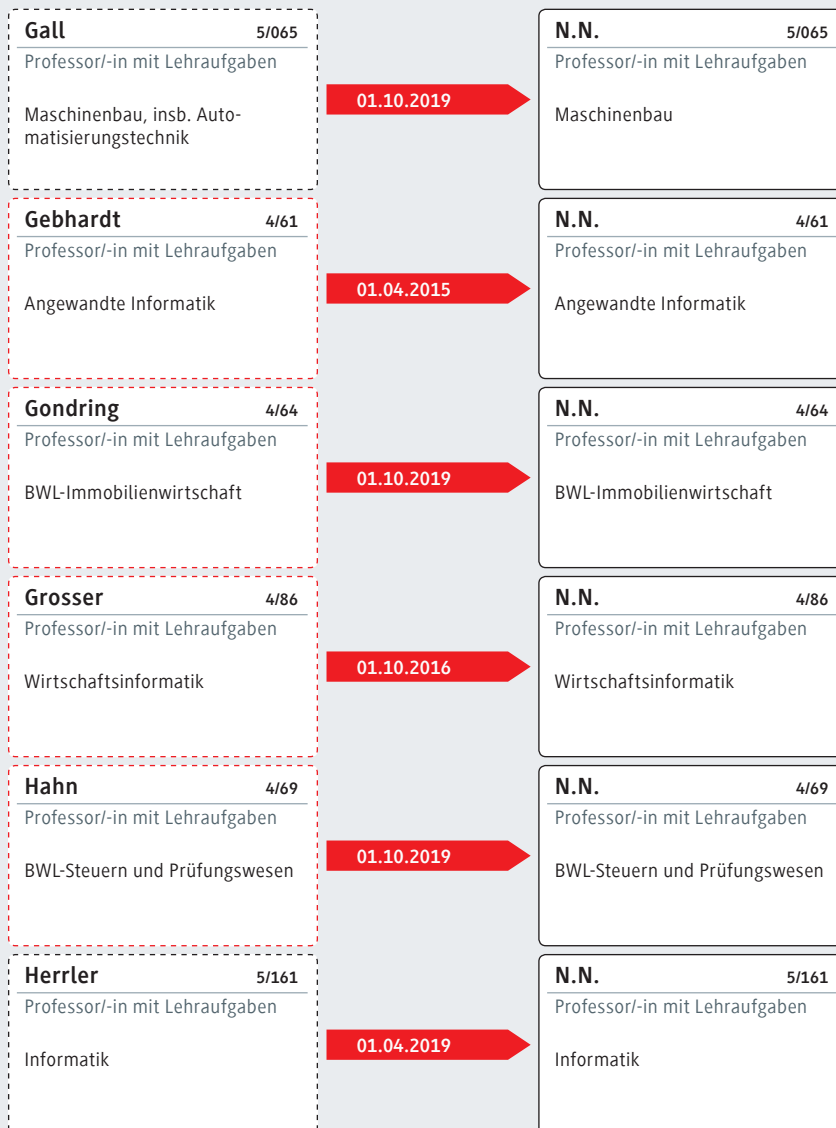 Gall 5/065
Professor/-in mit Lehraufgaben
Maschinenbau, insb. Auto-
matisierungstechnik
01.10.2019
N.N. 5/065
Professor/-in mit Lehraufgaben
Maschinenbau
Gebhardt 4/61
Professor/-in mit Lehraufgaben
Angewandte Informatik
01.04.2015
N.N. 4/61
Professor/-in mit Lehraufgaben
Angewandte Informatik
Gondring 4/64
Professor/-in mit Lehraufgaben
BWL-Immobilienwirtschaft
01.10.2019
N.N. 4/64
Professor/-in mit Lehraufgaben
BWL-Immobilienwirtschaft
Grosser 4/86
Professor/-in mit Lehraufgaben
Wirtschaftsinformatik
01.10.2016
N.N. 4/86
Professor/-in mit Lehraufgaben
Wirtschaftsinformatik
Hahn 4/69
Professor/-in mit Lehraufgaben
BWL-Steuern und Prüfungswesen
01.10.2019
N.N. 4/69
Professor/-in mit Lehraufgaben
BWL-Steuern und Prüfungswesen
Herrler 5/161
Professor/-in mit Lehraufgaben
Informatik
01.04.2019
N.N. 5/161
Professor/-in mit Lehraufgaben
Informatik